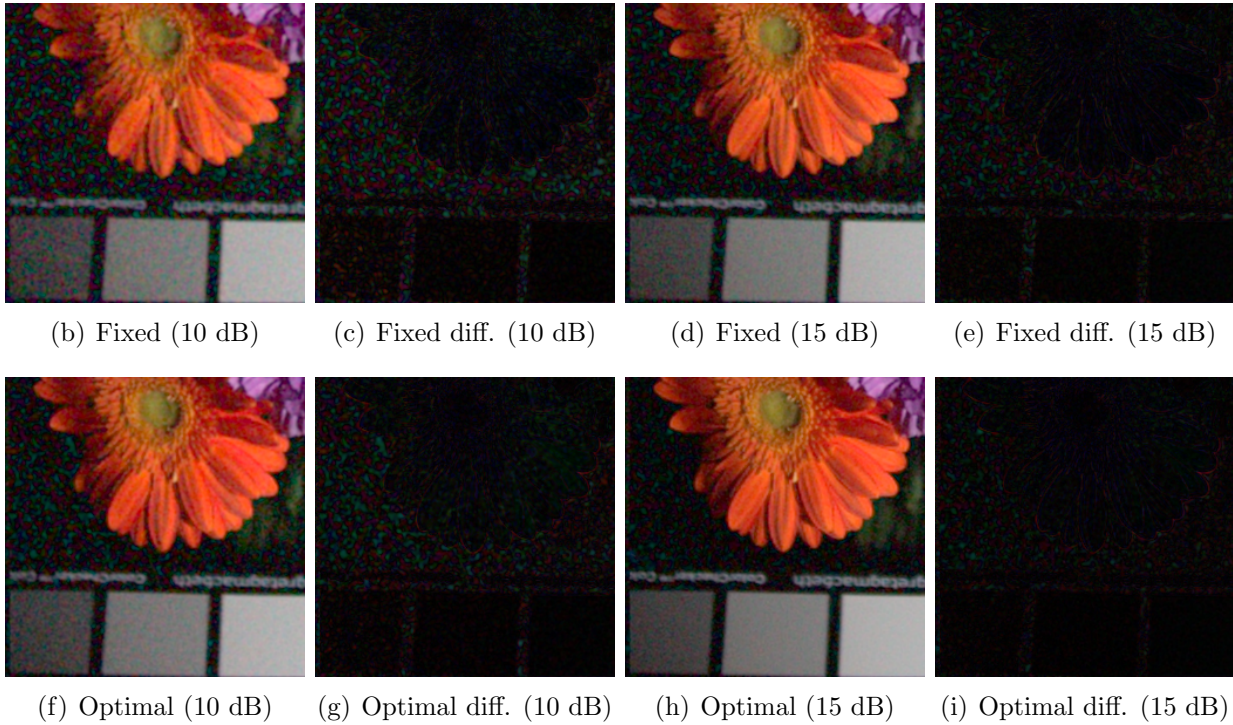 (b) Fixed (10 dB)
(c) Fixed diff. (10 dB)
(d) Fixed (15 dB)
(e) Fixed diff. (15 dB)
(f) Optimal (10 dB)
(g) Optimal diff. (10 dB)
(h) Optimal (15 dB)
(i) Optimal diff. (15 dB)